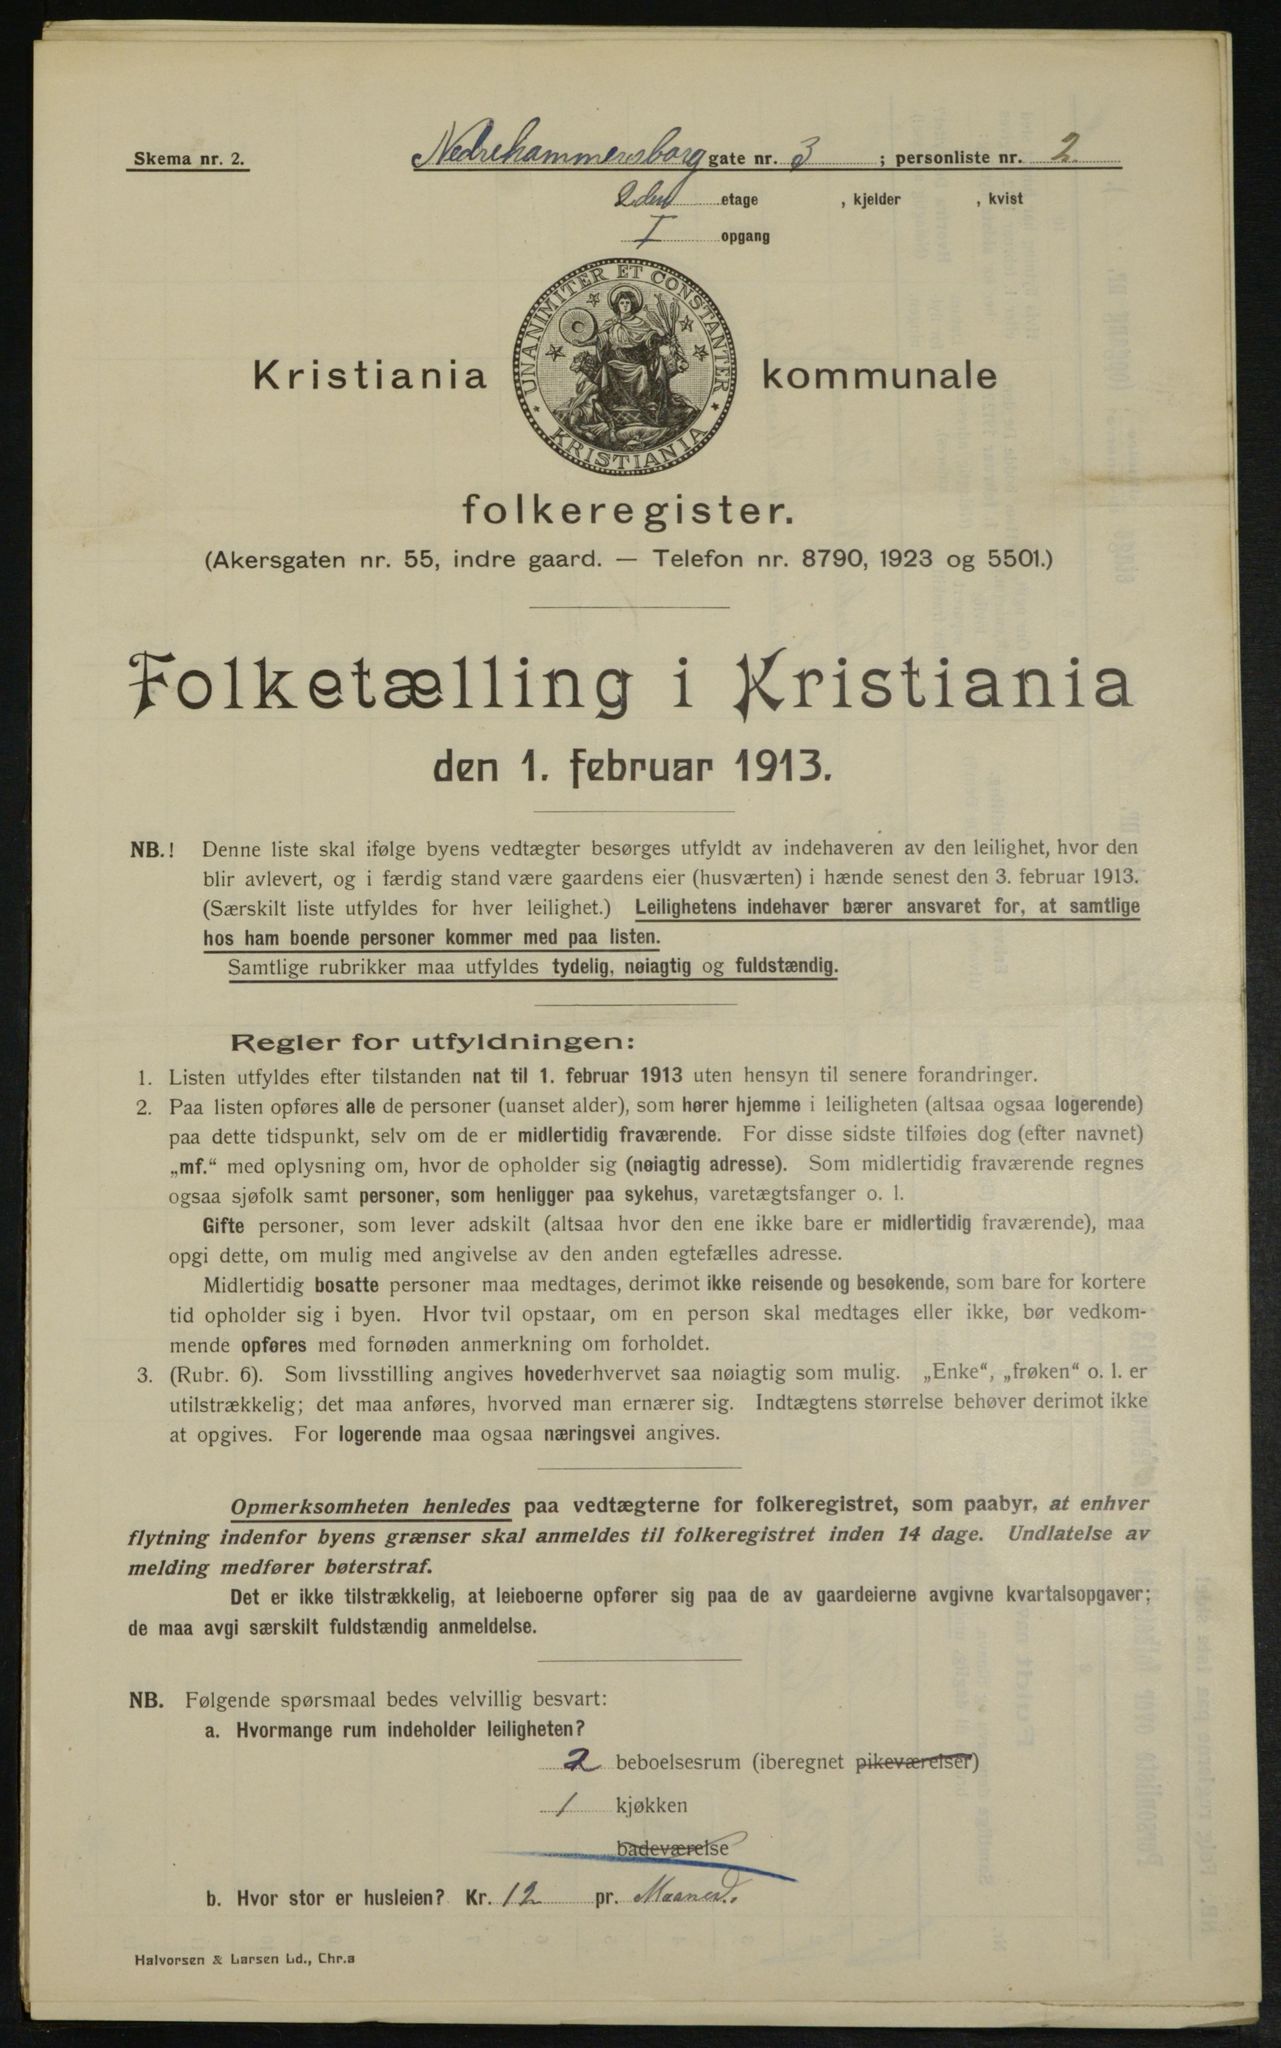 Skema nr. 2.
Nedrehammersborg gate nr. 3 ; personliste nr. 2
2den etage , kjelder , kvist
I opgang
UNANIMITER ET CONSTANTER
KRISTIANIA
Kristiania kommunale
folkeregister.
(Akersgaten nr. 55, indre gaard. — Telefon nr. 8790, 1923 og 5501.)
Folketælling i Kristiania
den 1. februar 1913.
NB.! Denne liste skal ifølge byens vedtægter besørges utfyldt av indehaveren av den leilighet, hvor den
blir avlevert, og i færdig stand være gaardens eier (husværten) i hænde senest den 3. februar 1913.
(Særskilt liste utfyldes for hver leilighet.) Leilighetens indehaver bærer ansvaret for, at samtlige
hos ham boende personer kommer med paa listen.
Samtlige rubrikker maa utfyldes tydelig, nøiagtig og fuldstændig.
Regler for utfyldningen:
1. Listen utfyldes efter tilstanden nat til 1. februar 1913 uten hensyn til senere forandringer.
2. Paa listen opføres alle de personer (uanset alder), som hører hjemme i leiligheten (altsaa ogsaa logerende)
paa dette tidspunkt, selv om de er midlertidig fraværende. For disse sidste tilføies dog (efter navnet)
„mf.“ med oplysning om, hvor de opholder sig (nøiagtig adresse). Som midlertidig fraværende regnes
ogsaa sjøfolk samt personer, som henligger paa sykehus, varetægtsfanger o. l.
Gifte personer, som lever adskilt (altsaa hvor den ene ikke bare er midlertidig fraværende), maa
opgi dette, om mulig med angivelse av den anden egtefælles adresse.
Midlertidig bosatte personer maa medtages, derimot ikke reisende og besøkende, som bare for kortere
tid opholder sig i byen. Hvor tvil opstaar, om en person skal medtages eller ikke, bør vedkom-
mende opføres med fornøden anmerkning om forholdet.
3. (Rubr. 6). Som livsstilling angives hovederhvervet saa nøiagtig som mulig. „Enke“, „frøken“ o. l. er
utilstrækkelig; det maa anføres, hvorved man ernærer sig. Indtægtens størrelse behøver derimot ikke
at opgives. For logerende maa ogsaa næringsvei angives.
Opmerksomheten henledes paa vedtægterne for folkeregistret, som paabyr, at enhver
flytning indenfor byens grænser skal anmeldes til folkeregistret inden 14 dage. Undlatelse av
melding medfører bøterstraf.
Det er ikke tilstrækkelig, at leieboerne opfører sig paa de av gaardeierne avgivne kvartalsopgaver;
de maa avgi særskilt fuldstændig anmeldelse.
NB. Følgende spørsmaal bedes velvillig besvart:
a. Hvormange rum indeholder leiligheten?
2 beboelsesrum (iberegnet pikeværelser)
1 kjøkken
badeværelse
b. Hvor stor er husleien? Kr. 12 pr. Maaned.
Halvorsen & Larsen Ld., Chr.a